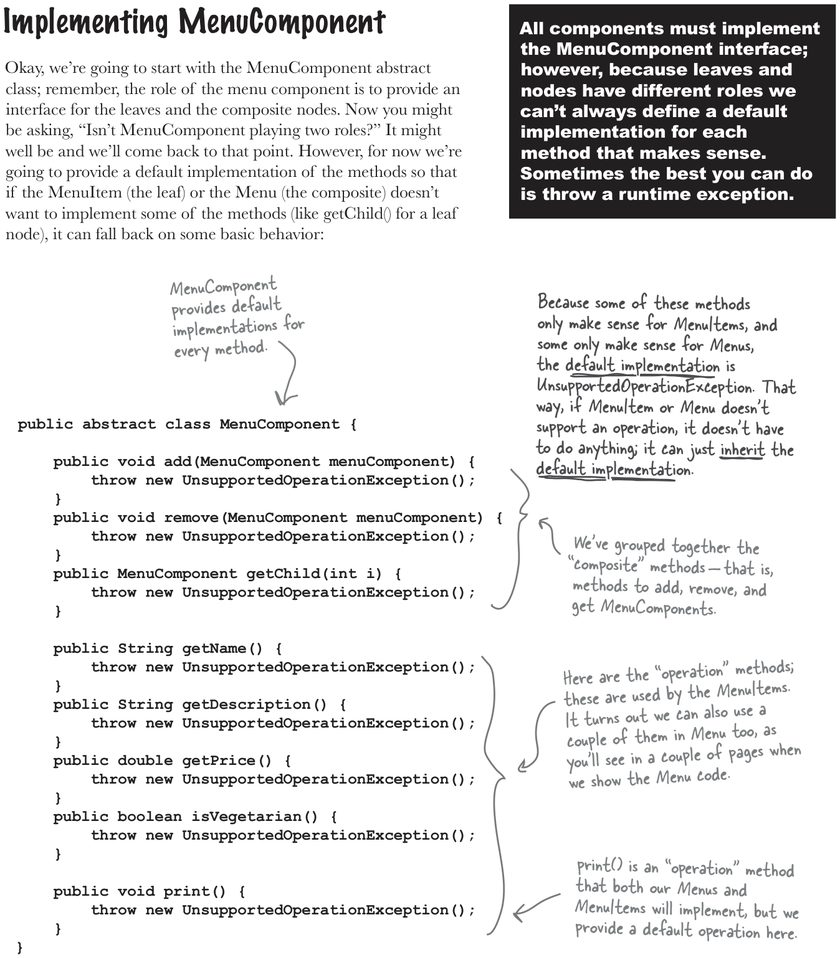 Implementing MenuComponent
Okay, we're going to start with the MenuComponent abstract
class; remember, the role of the menu component is to provide an
interface for the leaves and the composite nodes. Now you might
be asking, “Isn't MenuComponent playing two roles?” It might
well be and we'll come back to that point. However, for now we're
going to provide a default implementation of the methods so that
if the MenuItem (the leaf) or the Menu (the composite) doesn't
want to implement some of the methods (like getChild() for a leaf
node), it can fall back on some basic behavior:
All components must implement
the MenuComponent interface;
however, because leaves and
nodes have different roles we
can't always define a default
implementation for each
method that makes sense.
Sometimes the best you can do
is throw a runtime exception.
MenuComponent
provides default
implementations for
every method.
Because some of these methods
only make sense for MenuItems, and
some only make sense for Menus,
the default implementation is
UnsupportedOperationException. That
way, if MenuItem or Menu doesn't
support an operation, it doesn't have
to do anything; it can just inherit the
default implementation.
public abstract class MenuComponent {
public void add(MenuComponent menuComponent) {
throw new UnsupportedOperationException();
}
public void remove(MenuComponent menuComponent) {
throw new UnsupportedOperationException();
}
public MenuComponent getChild(int i) {
throw new UnsupportedOperationException();
}
We've grouped together the
“composite” methods—that is,
methods to add, remove, and
get MenuComponents.
public String getName() {
throw new UnsupportedOperationException();
}
public String getDescription() {
throw new UnsupportedOperationException();
}
public double getPrice() {
throw new UnsupportedOperationException();
}
public boolean isVegetarian() {
throw new UnsupportedOperationException();
}
Here are the “operation” methods;
these are used by the MenuItems.
It turns out we can also use a
couple of them in Menu too, as
you'll see in a couple of pages when
we show the Menu code.
public void print() {
throw new UnsupportedOperationException();
}
}
print() is an “operation” method
that both our Menus and
MenuItems will implement, but we
provide a default operation here.